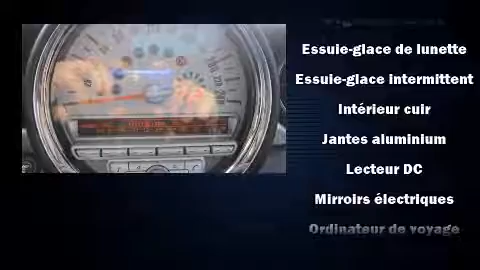 Essuie-glace de lunette
Essuie-glace intermittent
Intérieur cuir
Jantes aluminium
Lecteur DC
Mirroirs électriques
Ordinateur de voyage